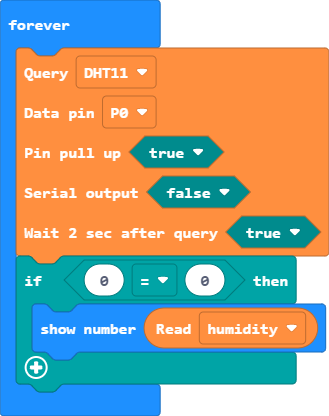 forever
Query DHT11
Data pin P0
Pin pull up true
Serial output false
Wait 2 sec after query true
if 0 = 0 then
show number Read humidity